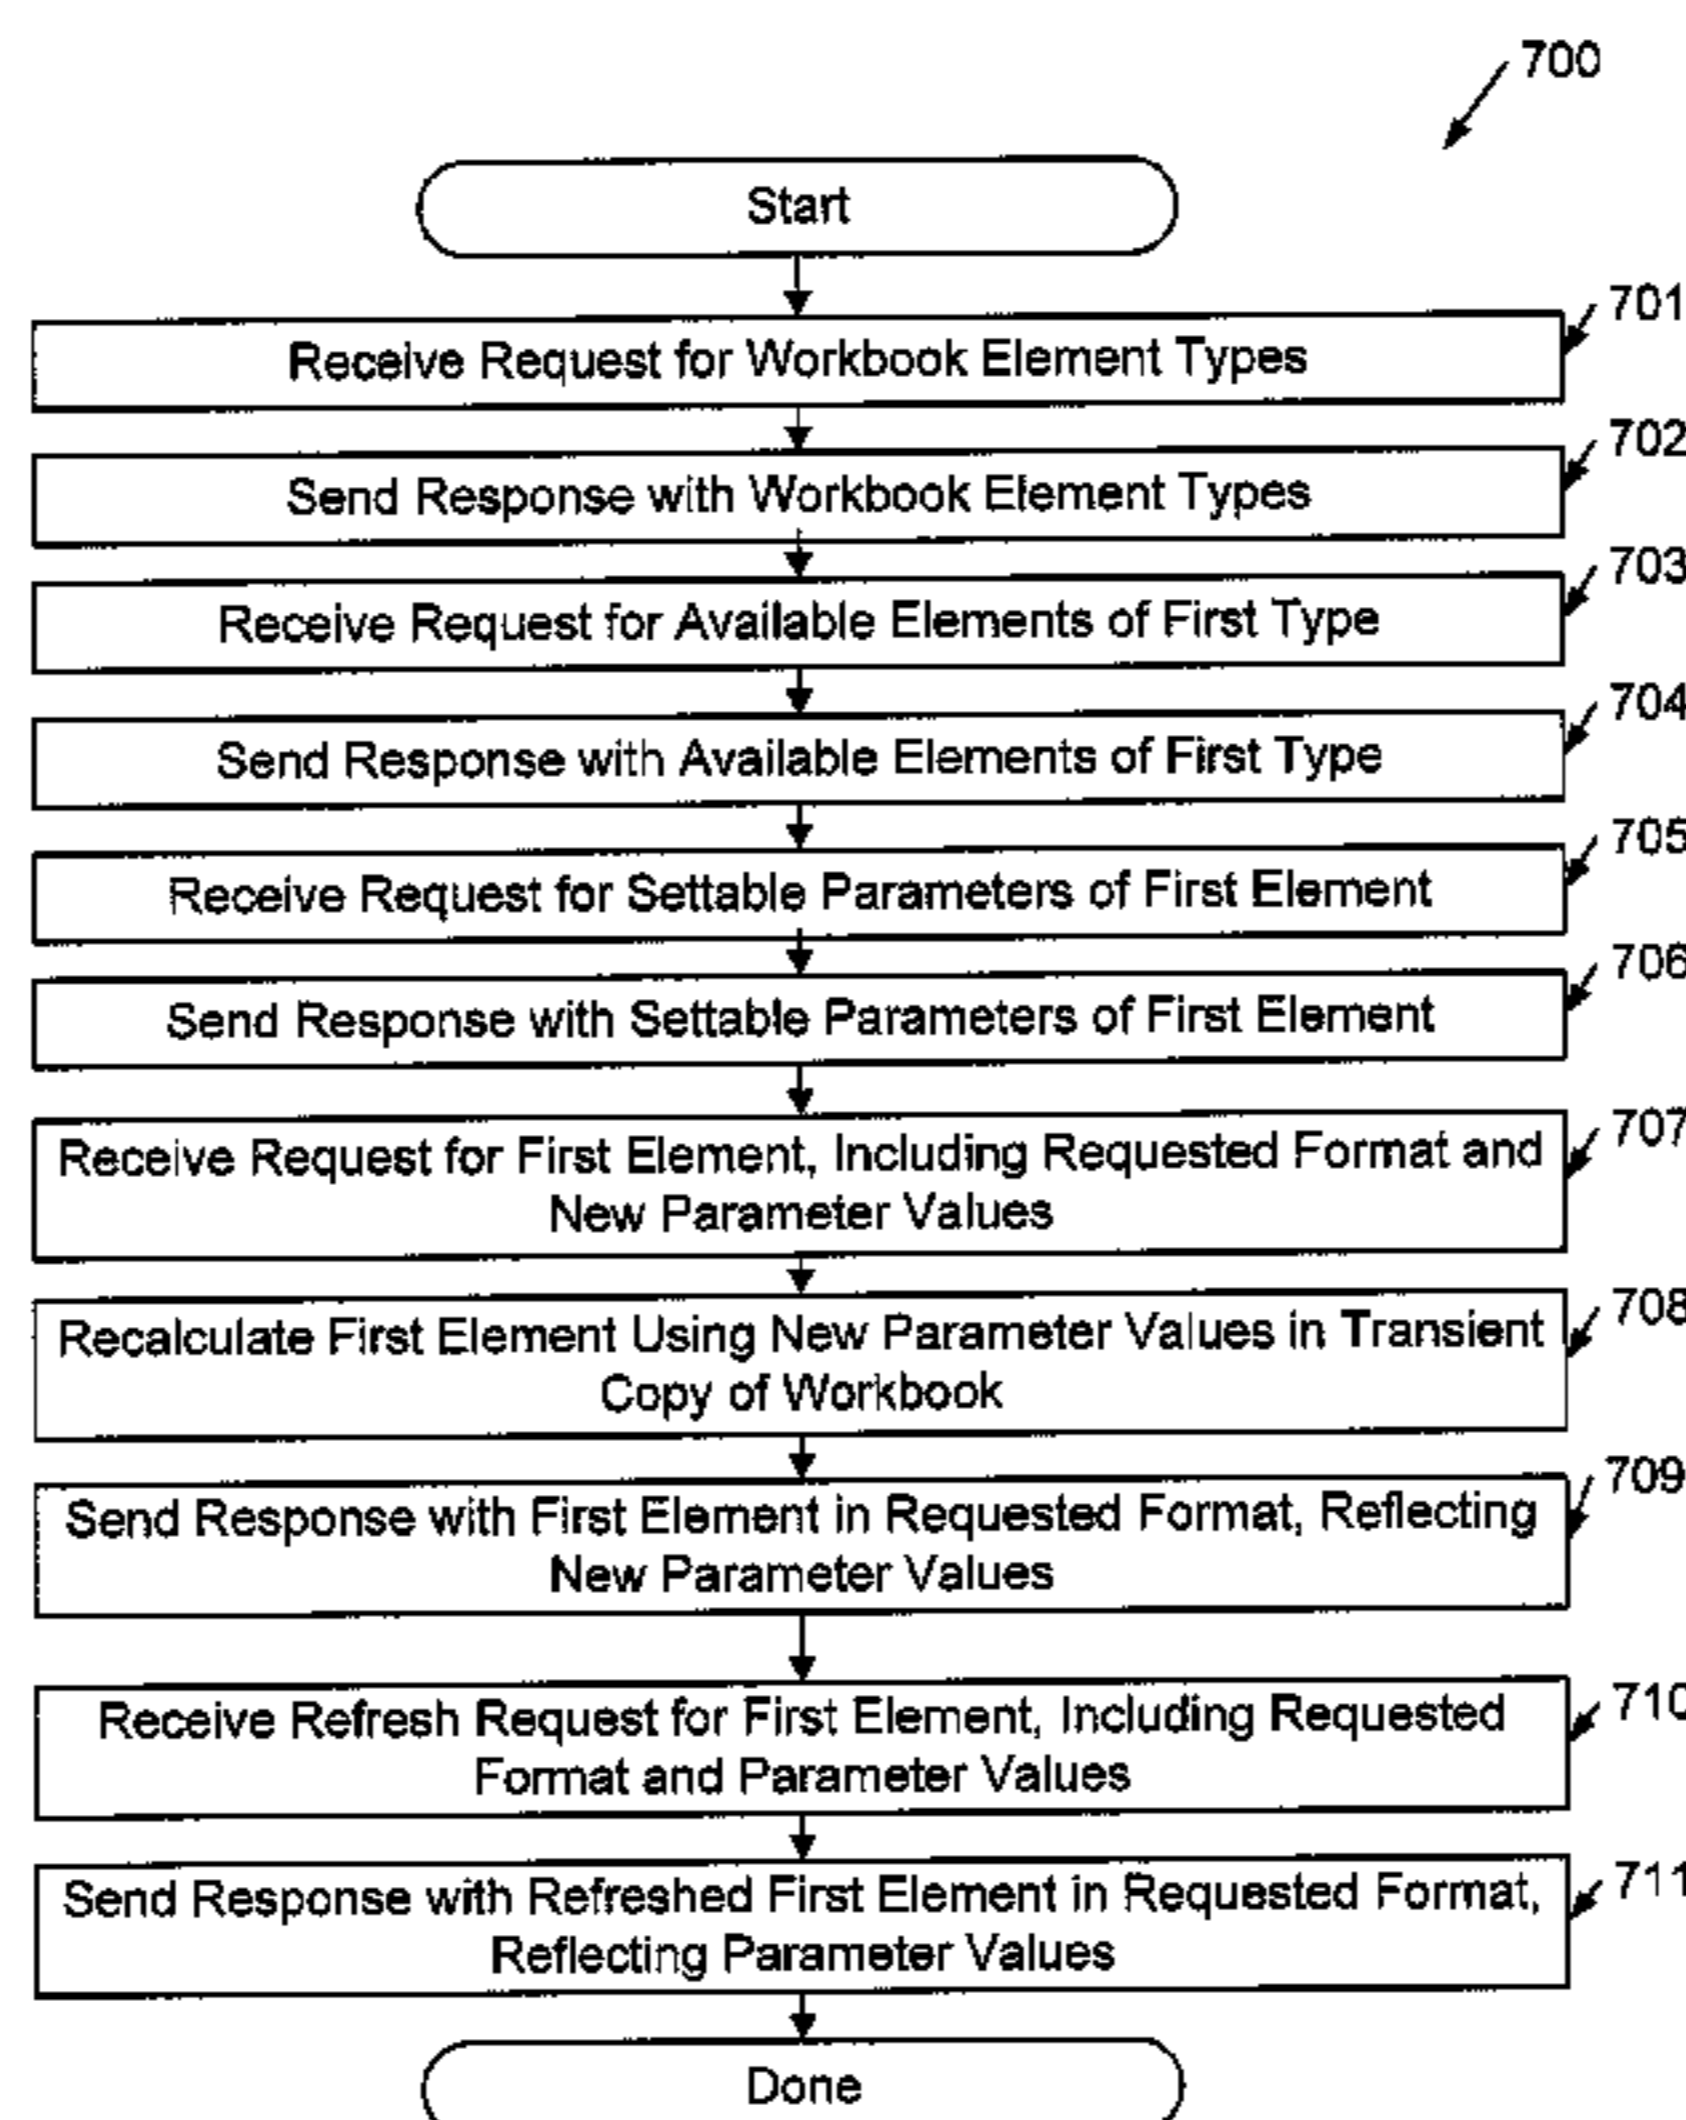 700
Start
701
Receive Request for Workbook Element Types
702
Send Response with Workbook Element Types
703
Receive Request for Available Elements of First Type
704
Send Response with Available Elements of First Type
705
Receive Request for Settable Parameters of First Element
706
Send Response with Settable Parameters of First Element
707
Receive Request for First Element, Including Requested Format and
New Parameter Values
708
Recalculate First Element Using New Parameter Values in Transient
Copy of Workbook
709
Send Response with First Element in Requested Format, Reflecting
New Parameter Values
710
Receive Refresh Request for First Element, Including Requested
Format and Parameter Values
711
Send Response with Refreshed First Element in Requested Format,
Reflecting Parameter Values
Done